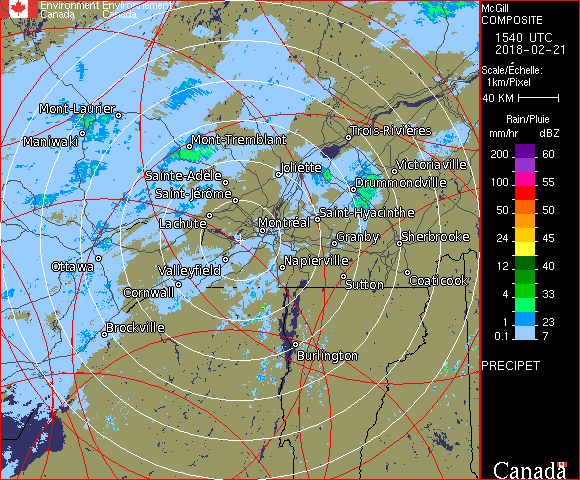 Environment Environnement
Canada Canada
McGill
COMPOSITE
1540 UTC
2018-02-21
Scale/Échelle:
1km/Pixel
40 KM
Rain/Pluie
mm/hr dBZ
200 60
100 55
50 50
24 45
12 40
4 33
1 23
0.1 7
PRECIPET
Canada
Mont-Laurier
Maniwaki
Mont-Tremblant
Trois-Rivières
Joliette
Victoriaville
Sainte-Adèle
Drummondville
Saint-Jérôme
Lachute
Saint-Hyacinthe
Montréal
Granby
Sherbrooke
Ottawa
Valleyfield
Napierville
Sutton
Coaticook
Cornwall
Brockville
Burlington